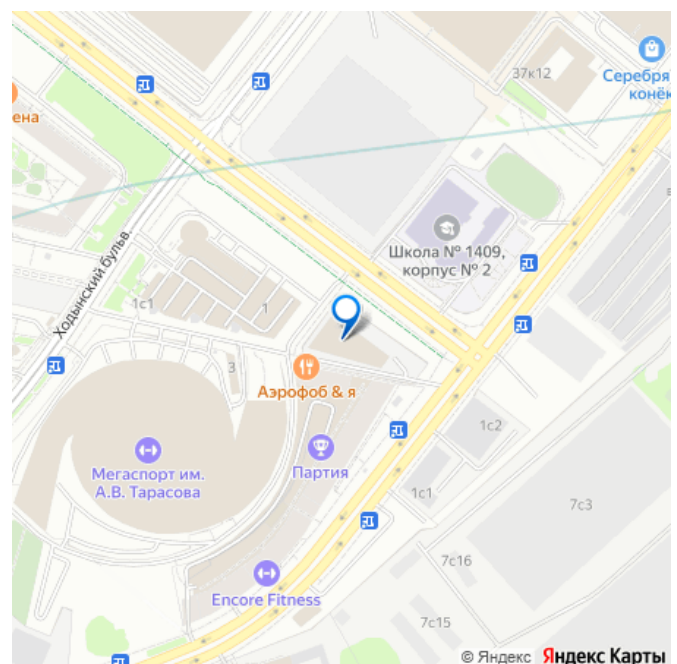 37к12
Серебря
конёк
ена
Школа № 1409,
корпус № 2
Ходынский бульв.
1с1
1
3
Аэрофоб & я
Мегаспорт им.
А.В. Тарасова
Партия
1с2
1с1
7с3
7с16
Encore Fitness
7с15
© Яндекс Яндекс Карты